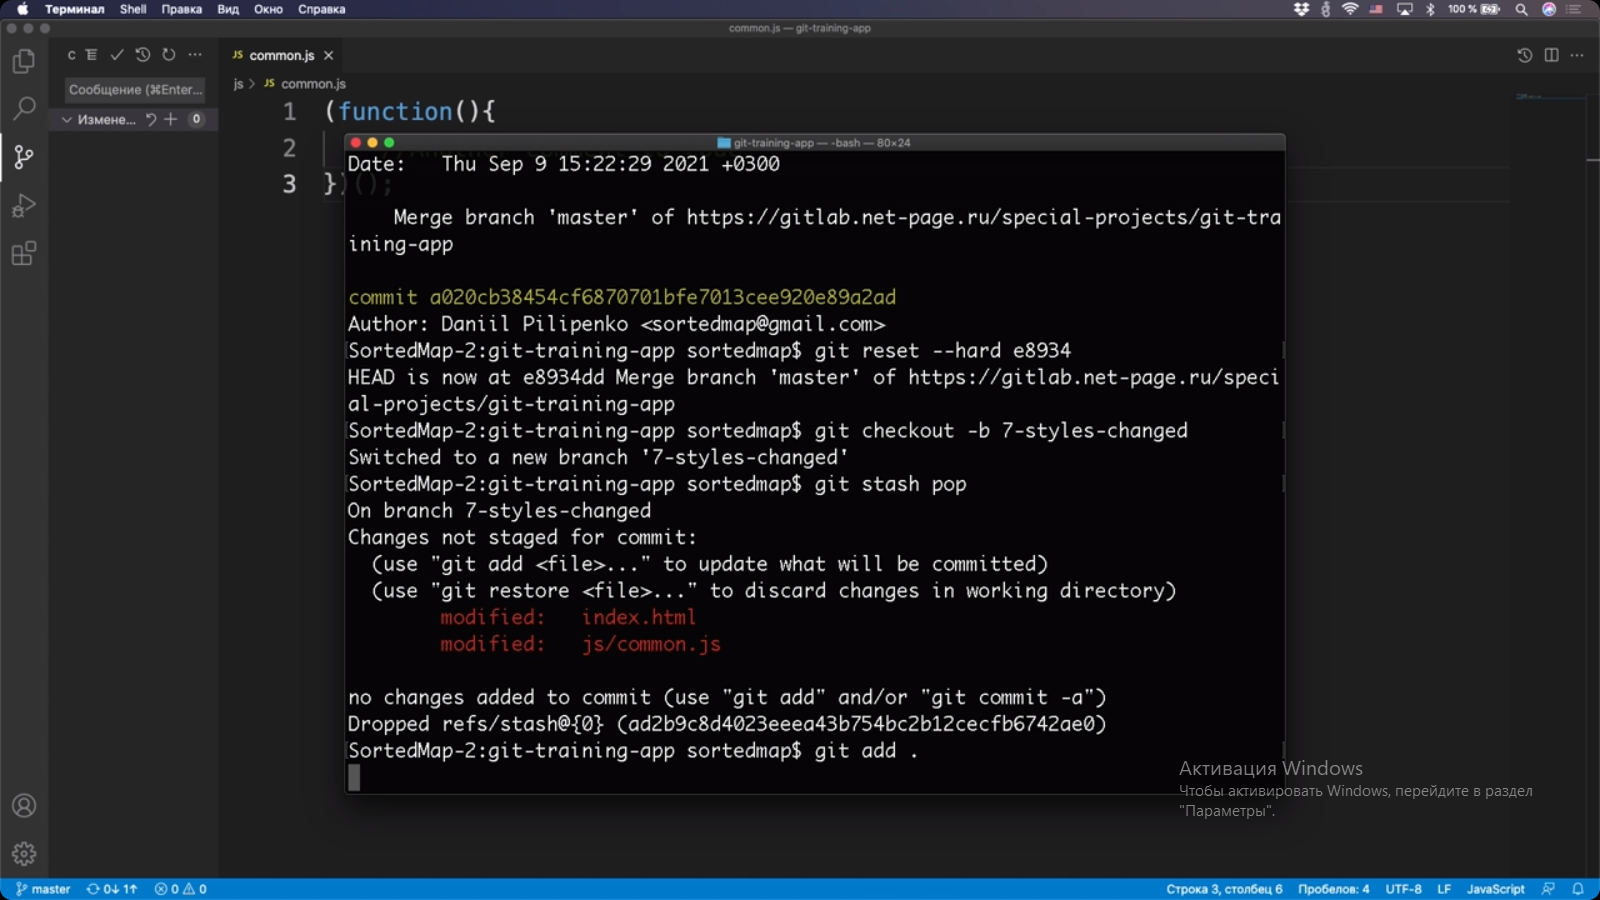 Терминал Shell Правка Вид Окно Справка 100 %
common.js — git-training-app
C
JS common.js
Сообщение (⌘Enter...
js > JS common.js
Измене... 0
1 (function(){
2
3 })();
git-training-app — -bash — 80×24
Date:   Thu Sep 9 15:22:29 2021 +0300
    Merge branch 'master' of https://gitlab.net-page.ru/special-projects/git-tra
ining-app
commit a020cb38454cf6870701bfe7013cee920e89a2ad
Author: Daniil Pilipenko <sortedmap@gmail.com>
SortedMap-2:git-training-app sortedmap$ git reset --hard e8934
HEAD is now at e8934dd Merge branch 'master' of https://gitlab.net-page.ru/speci
al-projects/git-training-app
SortedMap-2:git-training-app sortedmap$ git checkout -b 7-styles-changed
Switched to a new branch '7-styles-changed'
SortedMap-2:git-training-app sortedmap$ git stash pop
On branch 7-styles-changed
Changes not staged for commit:
  (use "git add <file>..." to update what will be committed)
  (use "git restore <file>..." to discard changes in working directory)
        modified:   index.html
        modified:   js/common.js
no changes added to commit (use "git add" and/or "git commit -a")
Dropped refs/stash@{0} (ad2b9c8d4023eeea43b754bc2b12cecfb6742ae0)
SortedMap-2:git-training-app sortedmap$ git add .
Активация Windows
Чтобы активировать Windows, перейдите в раздел
"Параметры".
master 0↓ 1↑ 0 0 Строка 3, столбец 6 Пробелов: 4 UTF-8 LF JavaScript